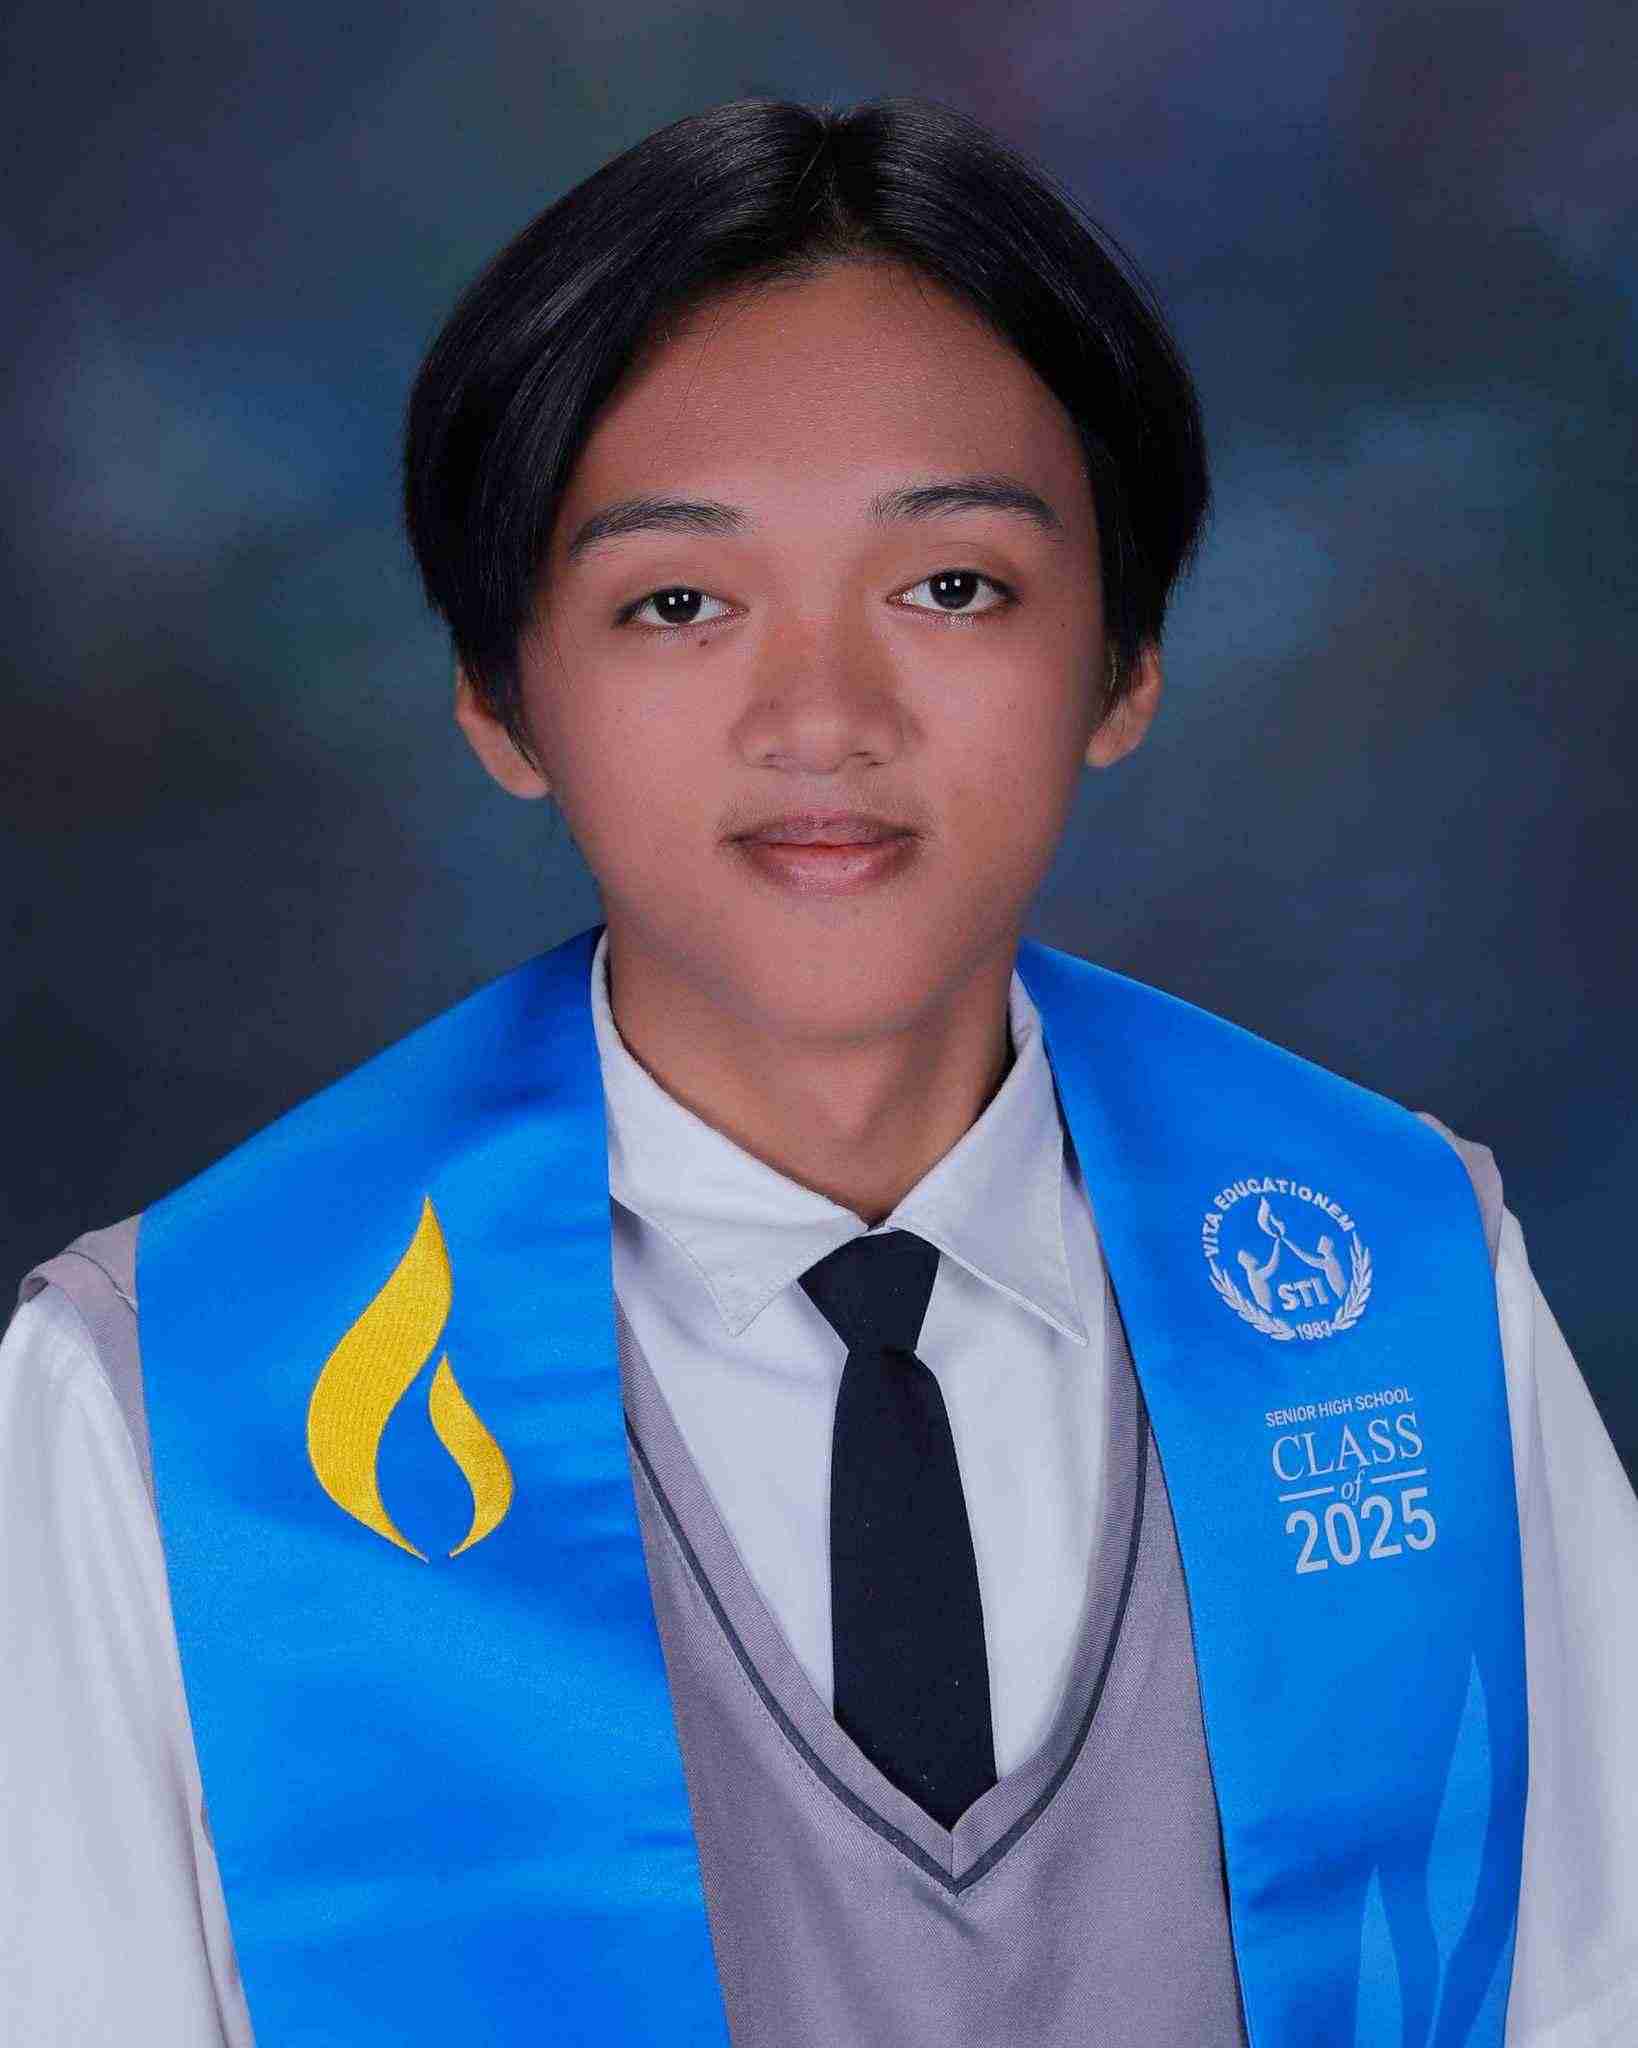 VITA EDUCATIONEM
STI
1983
SENIOR HIGH SCHOOL
CLASS
of
2025